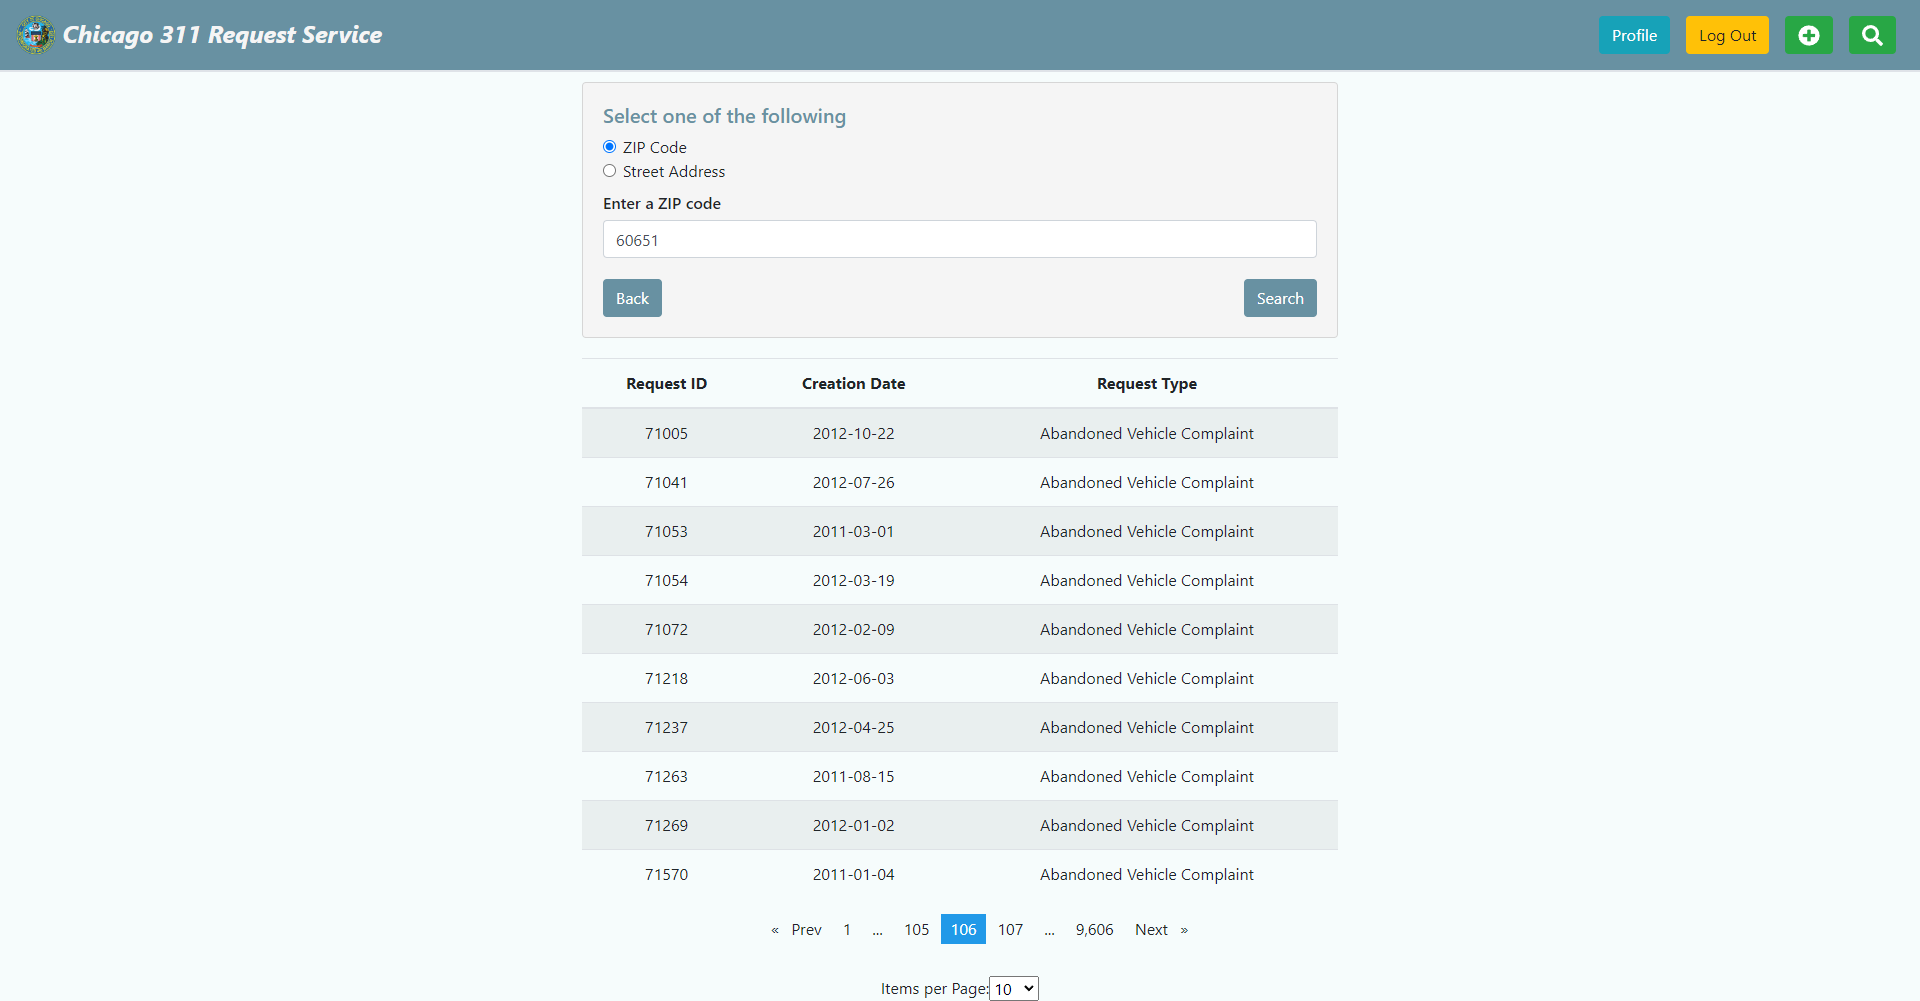 Chicago 311 Request Service
Profile
Log Out
Select one of the following
ZIP Code
Street Address
Enter a ZIP code
60651
Back
Search
Request ID Creation Date Request Type
71005 2012-10-22 Abandoned Vehicle Complaint
71041 2012-07-26 Abandoned Vehicle Complaint
71053 2011-03-01 Abandoned Vehicle Complaint
71054 2012-03-19 Abandoned Vehicle Complaint
71072 2012-02-09 Abandoned Vehicle Complaint
71218 2012-06-03 Abandoned Vehicle Complaint
71237 2012-04-25 Abandoned Vehicle Complaint
71263 2011-08-15 Abandoned Vehicle Complaint
71269 2012-01-02 Abandoned Vehicle Complaint
71570 2011-01-04 Abandoned Vehicle Complaint
« Prev 1 ... 105 106 107 ... 9,606 Next »
Items per Page: 10